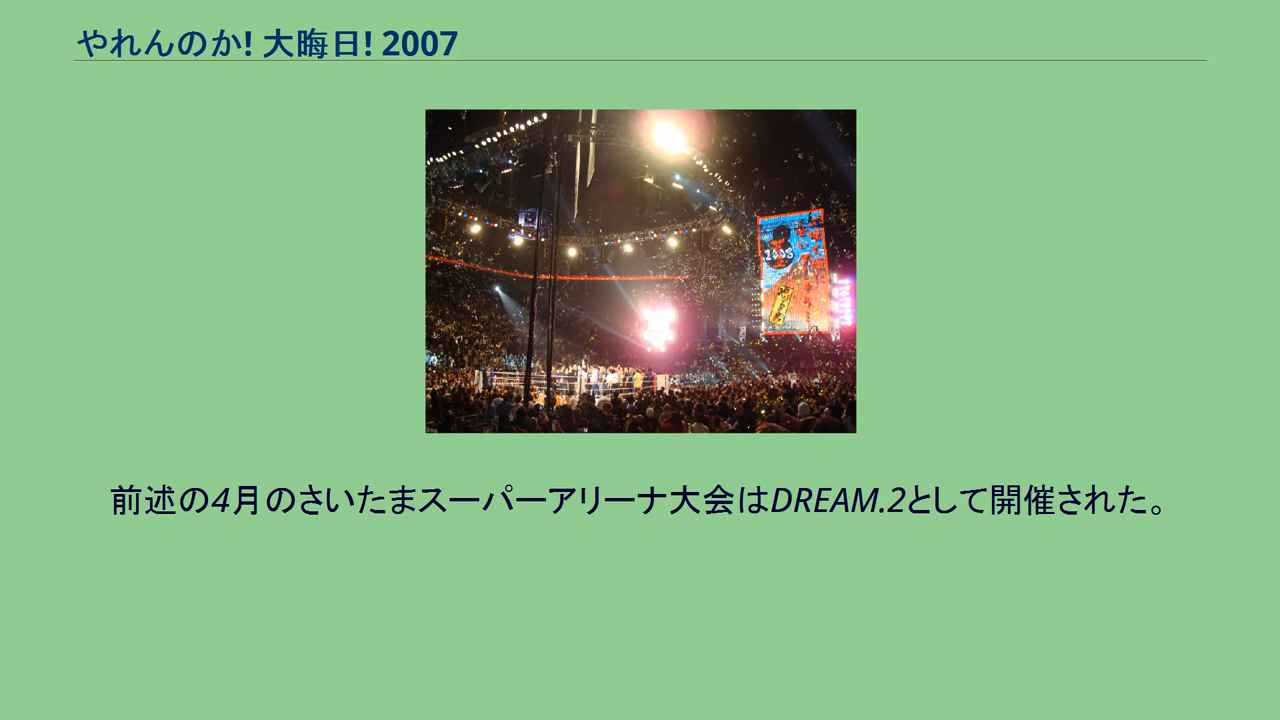 やれんのか! 大晦日! 2007
前述の4月のさいたまスーパーアリーナ大会はDREAM.2として開催された。